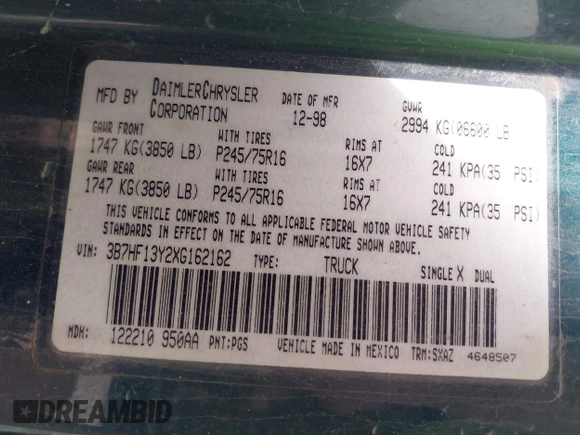 MFD BY DAIMLERCHRYSLER CORPORATION DATE OF MFR 12-98 GVWR 2994 KG(06600 LB
GAWR FRONT WITH TIRES RIMS AT COLD
1747 KG(3850 LB) P245/75R16 16X7 241 KPA(35 PSI)
GAWR REAR WITH TIRES RIMS AT COLD
1747 KG(3850 LB) P245/75R16 16X7 241 KPA(35 PSI)
THIS VEHICLE CONFORMS TO ALL APPLICABLE FEDERAL MOTOR VEHICLE SAFETY
STANDARDS IN EFFECT ON THE DATE OF MANUFACTURE SHOWN ABOVE.
VIN: 3B7HF13Y2XG162162 TYPE: TRUCK SINGLE X DUAL
MDH: 122210 950AA PNT:PGS VEHICLE MADE IN MEXICO TRM:SXAZ 4648507
DREAMBID